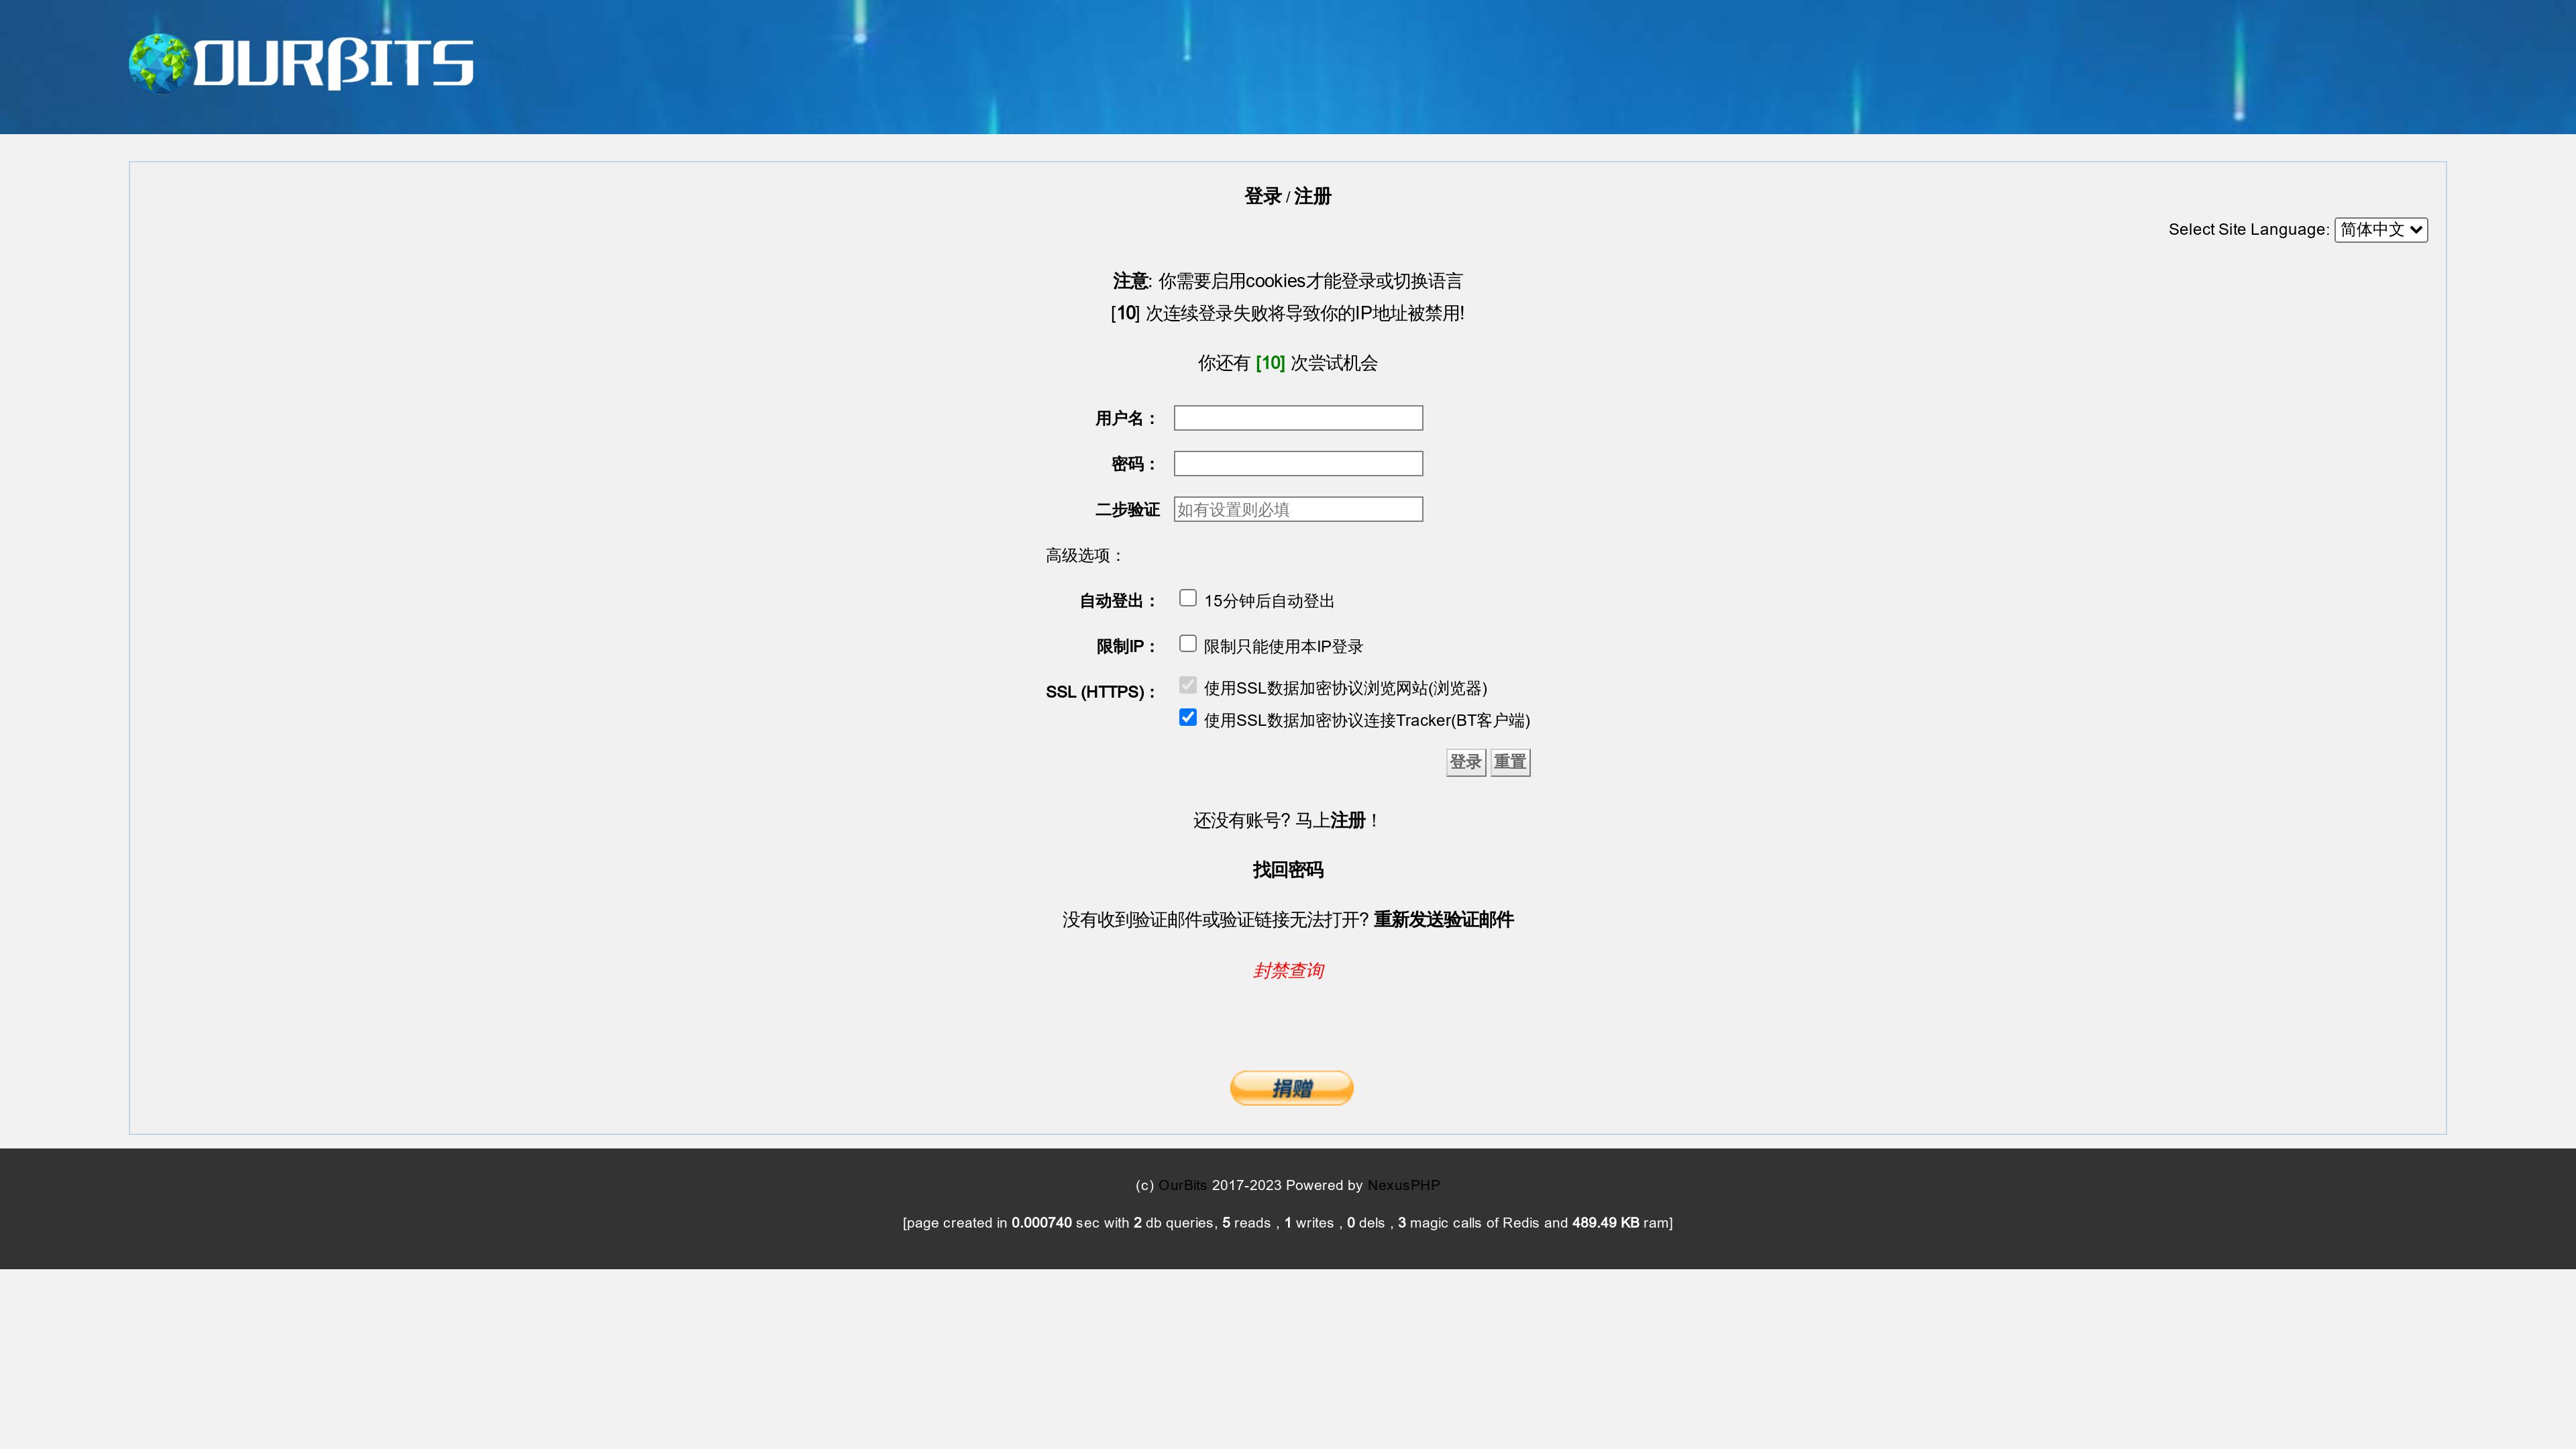 OURBITS
登录 / 注册
Select Site Language: 简体中文
注意: 你需要启用cookies才能登录或切换语言
[10] 次连续登录失败将导致你的IP地址被禁用!
你还有 [10] 次尝试机会
用户名：
密码：
二步验证 如有设置则必填
高级选项：
自动登出： 15分钟后自动登出
限制IP： 限制只能使用本IP登录
SSL (HTTPS)： 使用SSL数据加密协议浏览网站(浏览器)
使用SSL数据加密协议连接Tracker(BT客户端)
登录 重置
还没有账号? 马上注册！
找回密码
没有收到验证邮件或验证链接无法打开? 重新发送验证邮件
封禁查询
捐赠
(c) OurBits 2017-2023 Powered by NexusPHP
[page created in 0.000740 sec with 2 db queries, 5 reads , 1 writes , 0 dels , 3 magic calls of Redis and 489.49 KB ram]